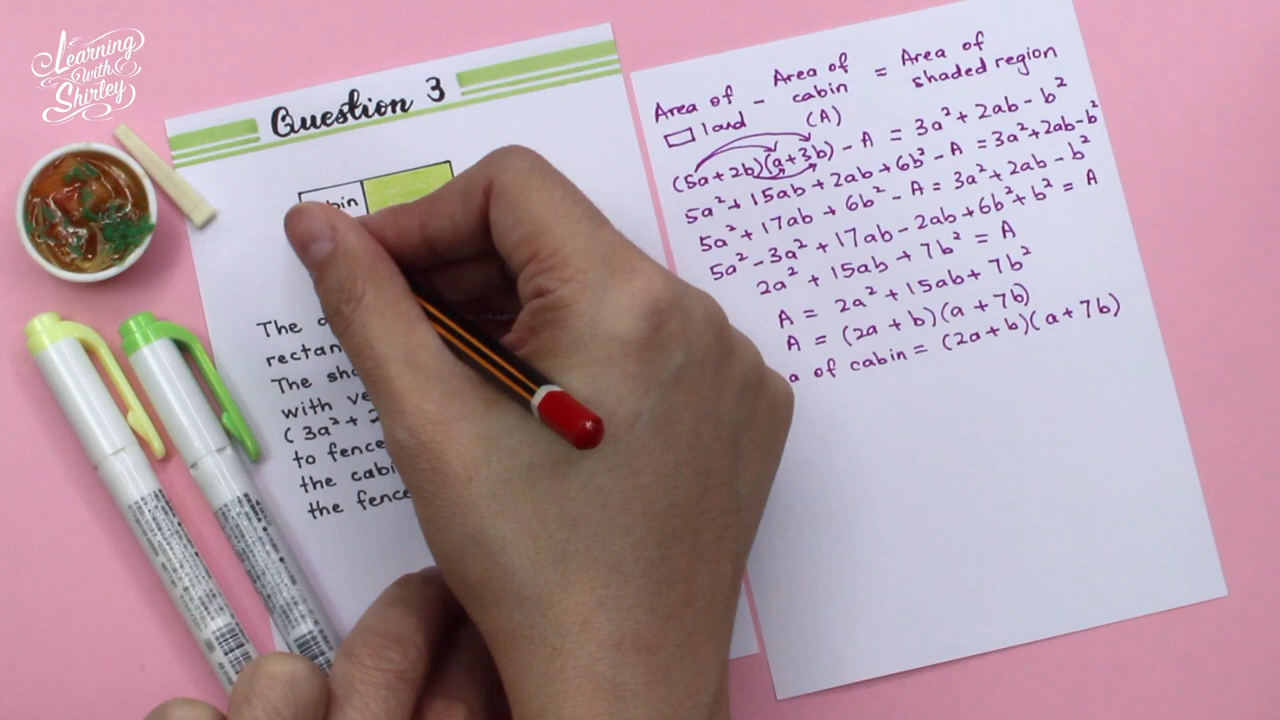 Learning
With
Shirley
Question 3
The
rectan
The sha
with ve
(3a² + 2
to fence
the cabi
the fence
Area of land - Area of cabin (A) = Area of shaded region
(5a+2b)(a+3b) - A = 3a² + 2ab - b²
5a² + 15ab + 2ab + 6b² - A = 3a² + 2ab - b²
5a² + 17ab + 6b² - A = 3a² + 2ab - b²
5a² - 3a² + 17ab - 2ab + 6b² + b² = A
2a² + 15ab + 7b² = A
A = 2a² + 15ab + 7b²
A = (2a + b)(a + 7b)
a of cabin = (2a + b)(a + 7b)